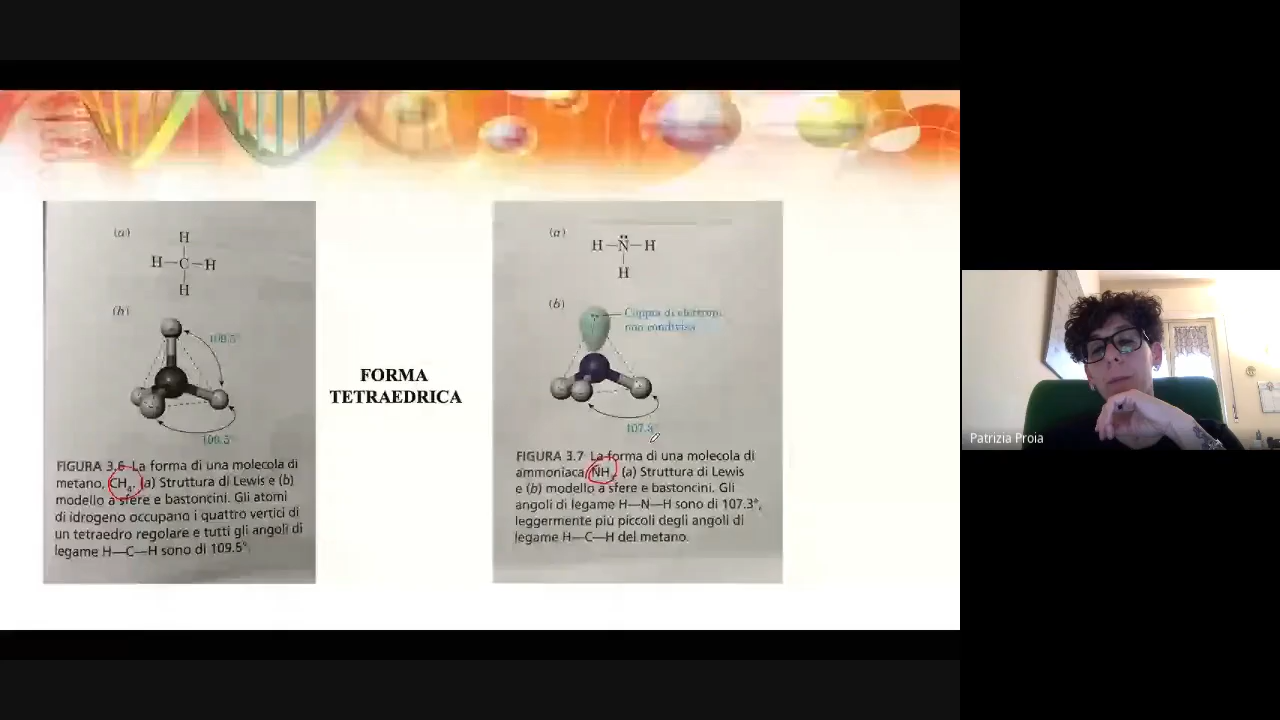 (a)
H
H—C—H
H
(b)
109.5°
109.5°
FIGURA 3.6 La forma di una molecola di
metano, CH4. (a) Struttura di Lewis e (b)
modello a sfere e bastoncini. Gli atomi
di idrogeno occupano i quattro vertici di
un tetraedro regolare e tutti gli angoli di
legame H—C—H sono di 109.5°.
FORMA
TETRAEDRICA
(a)
H—N̈—H
H
(b)
Coppia di elettroni
non condivisa
107.3°
FIGURA 3.7 La forma di una molecola di
ammoniaca, NH3. (a) Struttura di Lewis
e (b) modello a sfere e bastoncini. Gli
angoli di legame H—N—H sono di 107.3°,
leggermente più piccoli degli angoli di
legame H—C—H del metano.
Patrizia Proia